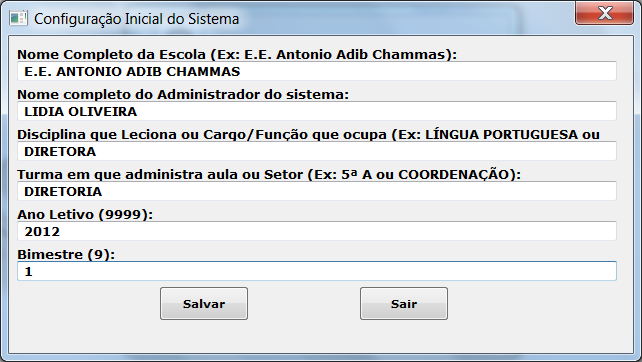 Configuração Inicial do Sistema
Nome Completo da Escola (Ex: E.E. Antonio Adib Chammas):
E.E. ANTONIO ADIB CHAMMAS
Nome completo do Administrador do sistema:
LIDIA OLIVEIRA
Disciplina que Leciona ou Cargo/Função que ocupa (Ex: LÍNGUA PORTUGUESA ou
DIRETORA
Turma em que administra aula ou Setor (Ex: 5ª A ou COORDENAÇÃO):
DIRETORIA
Ano Letivo (9999):
2012
Bimestre (9):
1
Salvar Sair